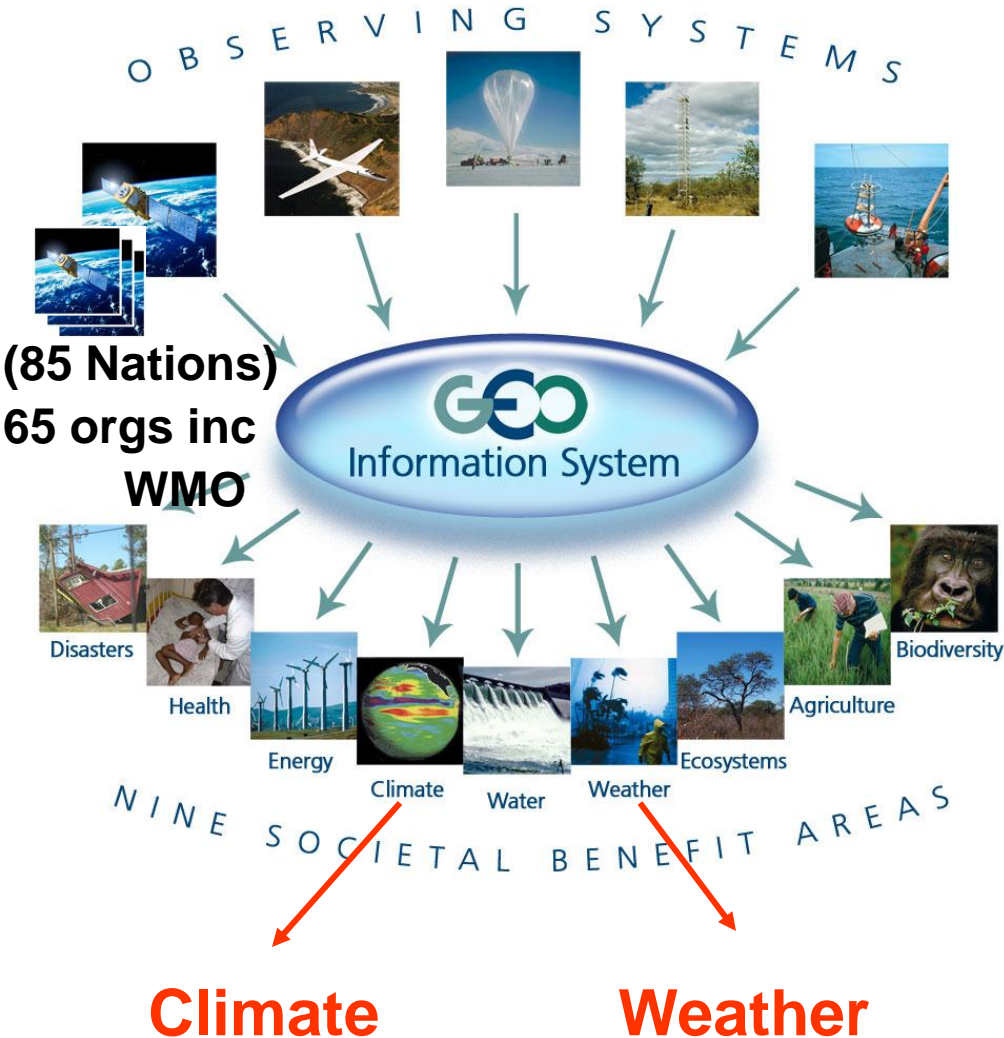 OBSERVING SYSTEMS
(85 Nations)
65 orgs inc
WMO
GEO
Information System
Disasters
Health
Energy
Climate
Water
Weather
Ecosystems
Agriculture
Biodiversity
NINE SOCIETAL BENEFIT AREAS
Climate
Weather